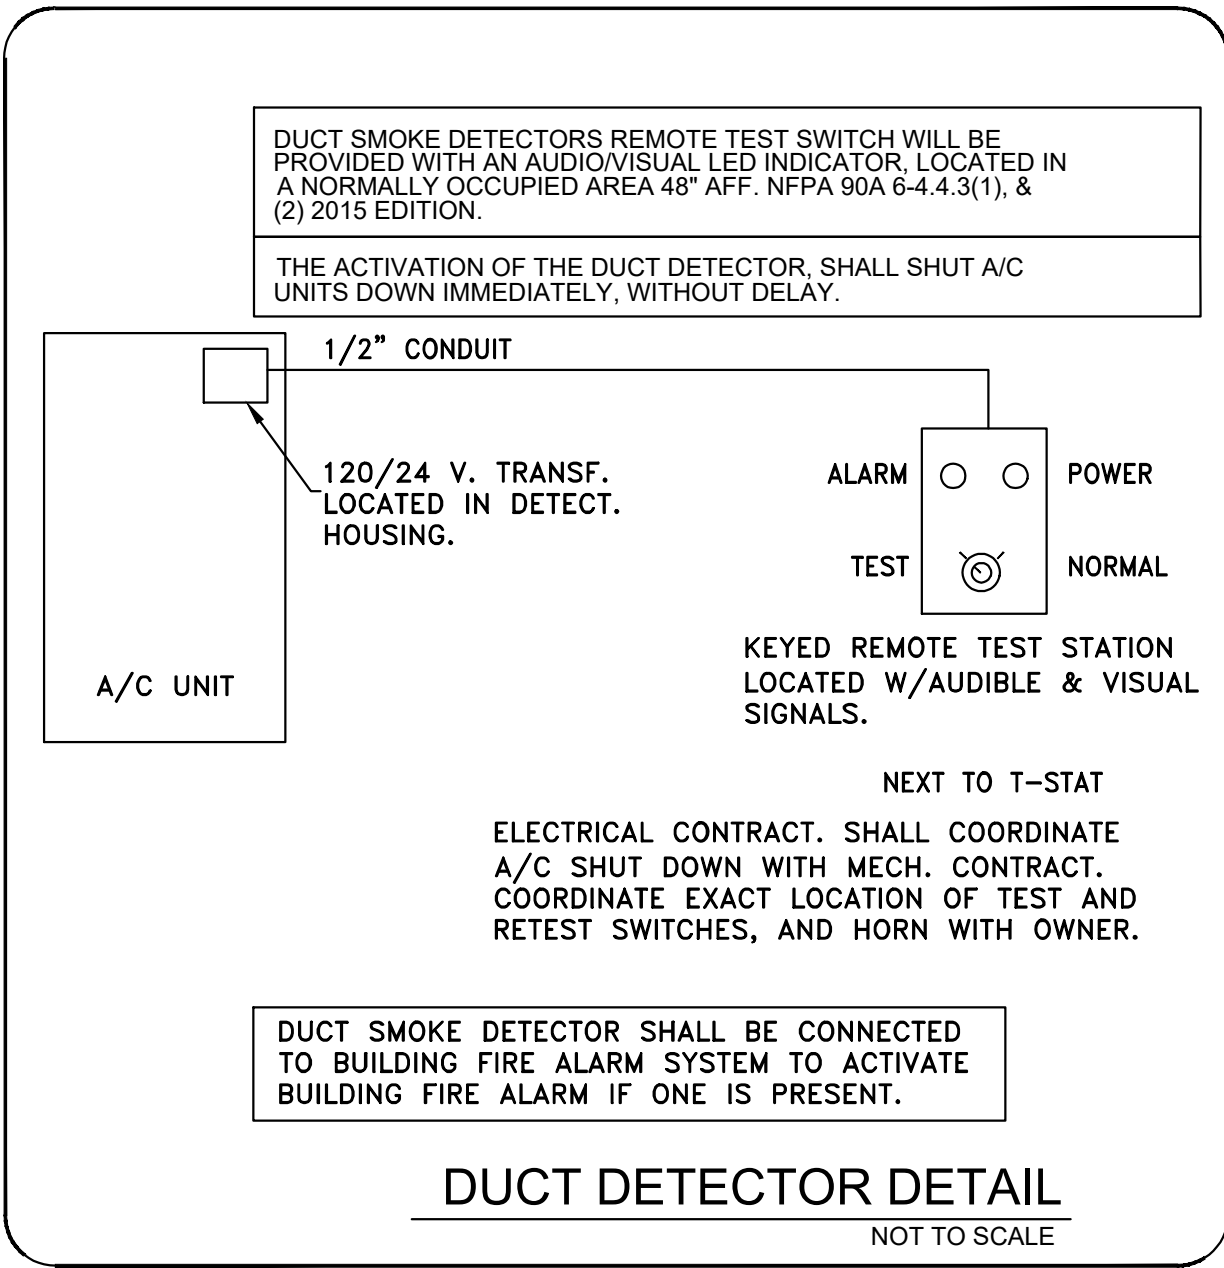 DUCT SMOKE DETECTORS REMOTE TEST SWITCH WILL BE
PROVIDED WITH AN AUDIO/VISUAL LED INDICATOR, LOCATED IN
A NORMALLY OCCUPIED AREA 48" AFF. NFPA 90A 6-4.4.3(1), &
(2) 2015 EDITION.
THE ACTIVATION OF THE DUCT DETECTOR, SHALL SHUT A/C
UNITS DOWN IMMEDIATELY, WITHOUT DELAY.
1/2” CONDUIT
120/24 V. TRANSF.
LOCATED IN DETECT.
HOUSING.
A/C UNIT
ALARM
POWER
TEST
NORMAL
KEYED REMOTE TEST STATION
LOCATED W/AUDIBLE & VISUAL
SIGNALS.
NEXT TO T-STAT
ELECTRICAL CONTRACT. SHALL COORDINATE
A/C SHUT DOWN WITH MECH. CONTRACT.
COORDINATE EXACT LOCATION OF TEST AND
RETEST SWITCHES, AND HORN WITH OWNER.
DUCT SMOKE DETECTOR SHALL BE CONNECTED
TO BUILDING FIRE ALARM SYSTEM TO ACTIVATE
BUILDING FIRE ALARM IF ONE IS PRESENT.
DUCT DETECTOR DETAIL
NOT TO SCALE